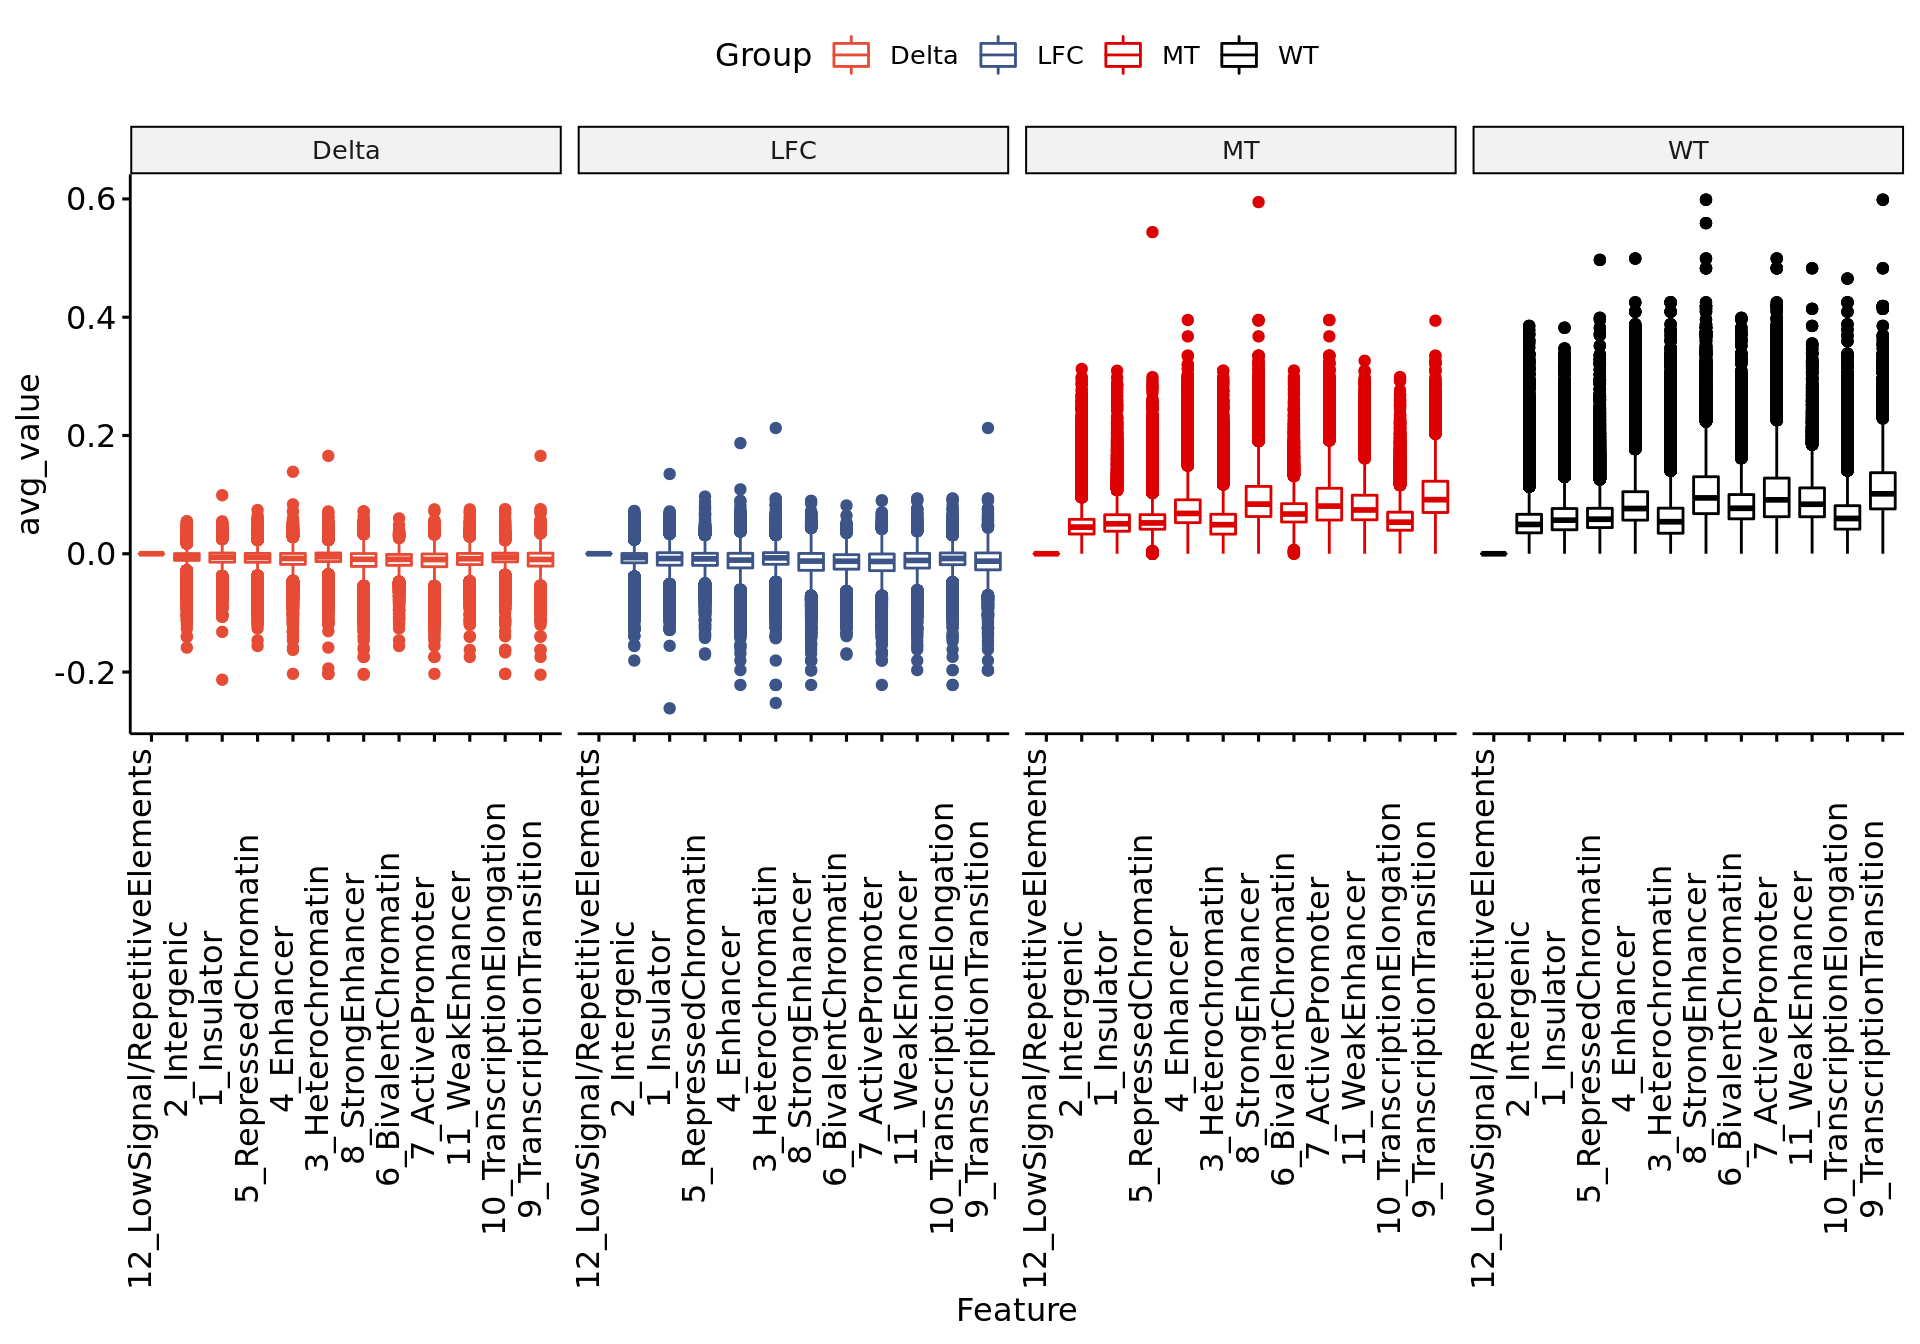 Group Delta LFC MT WT
Delta LFC MT WT
avg_value
0.6
0.4
0.2
0.0
-0.2
12_LowSignal/RepetitiveElements
2_Intergenic
1_Insulator
5_RepressedChromatin
4_Enhancer
3_Heterochromatin
8_StrongEnhancer
6_BivalentChromatin
7_ActivePromoter
11_WeakEnhancer
10_TranscriptionElongation
9_TranscriptionTransition
12_LowSignal/RepetitiveElements
2_Intergenic
1_Insulator
5_RepressedChromatin
4_Enhancer
3_Heterochromatin
8_StrongEnhancer
6_BivalentChromatin
7_ActivePromoter
11_WeakEnhancer
10_TranscriptionElongation
9_TranscriptionTransition
12_LowSignal/RepetitiveElements
2_Intergenic
1_Insulator
5_RepressedChromatin
4_Enhancer
3_Heterochromatin
8_StrongEnhancer
6_BivalentChromatin
7_ActivePromoter
11_WeakEnhancer
10_TranscriptionElongation
9_TranscriptionTransition
12_LowSignal/RepetitiveElements
2_Intergenic
1_Insulator
5_RepressedChromatin
4_Enhancer
3_Heterochromatin
8_StrongEnhancer
6_BivalentChromatin
7_ActivePromoter
11_WeakEnhancer
10_TranscriptionElongation
9_TranscriptionTransition
Feature